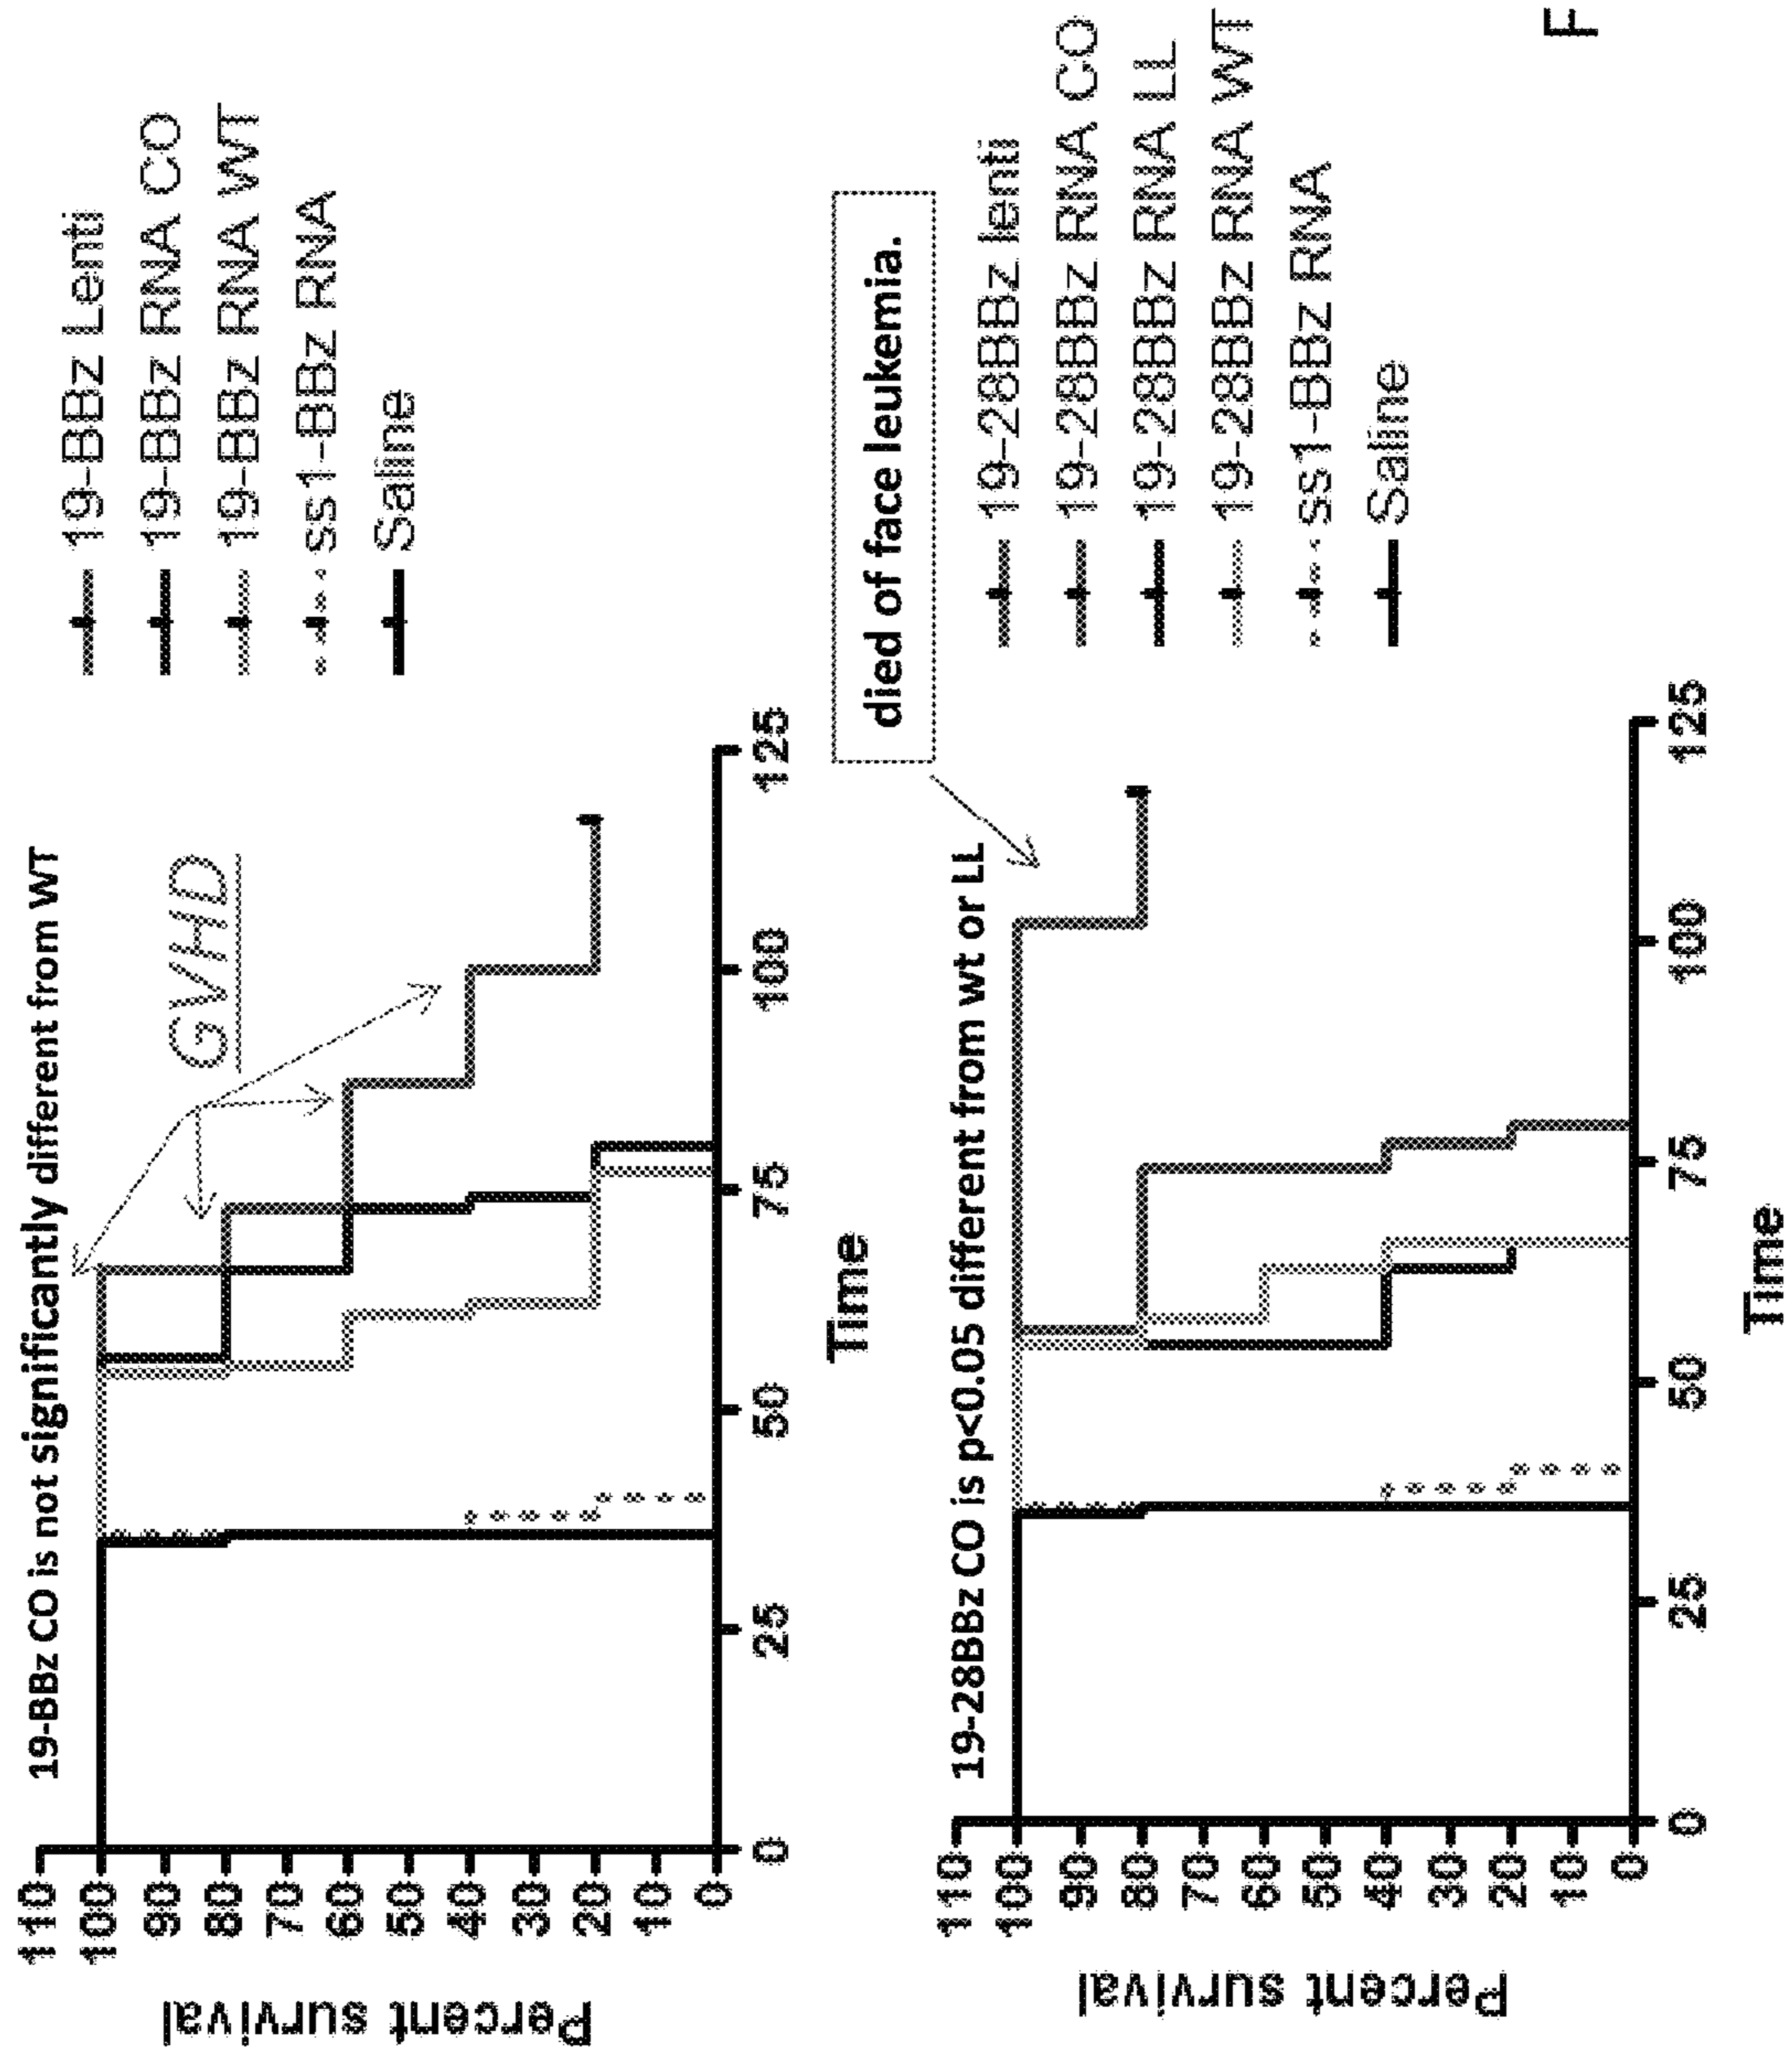 19-BBz CO is not significantly different from WT
GVHD
Percent survival
110
100
90
80
70
60
50
40
30
20
10
0
0
25
50
75
100
125
Time
19-BBz Lenti
19-BBz RNA CO
19-BBz RNA WT
ss1-BBz RNA
Saline
19-28BBz CO is p<0.05 different from wt or LL
died of face leukemia.
Percent survival
110
100
90
80
70
60
50
40
30
20
10
0
0
25
50
75
100
125
Time
19-28BBz lenti
19-28BBz RNA CO
19-28BBz RNA LL
19-28BBz RNA WT
ss1-BBz RNA
Saline
F